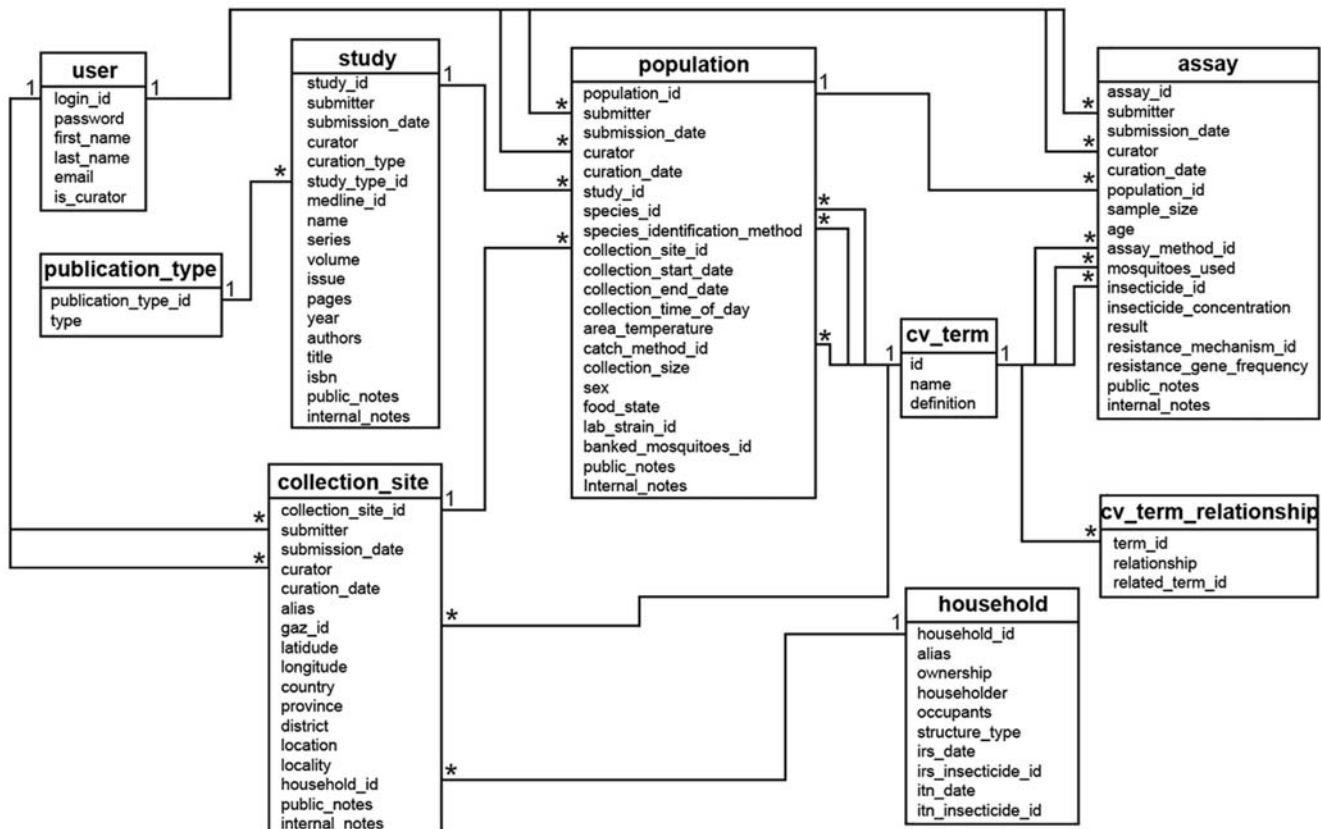 user
login_id
password
first_name
last_name
email
is_curator
1
1
publication_type
publication_type_id
type
1
study
study_id
submitter
submission_date
curator
curation_type
study_type_id
medline_id
name
series
volume
issue
pages
year
authors
title
isbn
public_notes
internal_notes
1
*
collection_site
collection_site_id
submitter
submission_date
curator
curation_date
alias
gaz_id
latidude
longitude
country
province
district
location
locality
household_id
public_notes
internal_notes
1
*
*
*
*
population
population_id
submitter
submission_date
curator
curation_date
study_id
species_id
species_identification_method
collection_site_id
collection_start_date
collection_end_date
collection_time_of_day
area_temperature
catch_method_id
collection_size
sex
food_state
lab_strain_id
banked_mosquitoes_id
public_notes
Internal_notes
*
*
*
*
1
*
*
*
cv_term
id
name
definition
1
1
assay
assay_id
submitter
submission_date
curator
curation_date
population_id
sample_size
age
assay_method_id
mosquitoes_used
insecticide_id
insecticide_concentration
result
resistance_mechanism_id
resistance_gene_frequency
public_notes
internal_notes
*
*
*
*
*
*
cv_term_relationship
term_id
relationship
related_term_id
*
household
household_id
alias
ownership
householder
occupants
structure_type
irs_date
irs_insecticide_id
itn_date
itn_insecticide_id
1